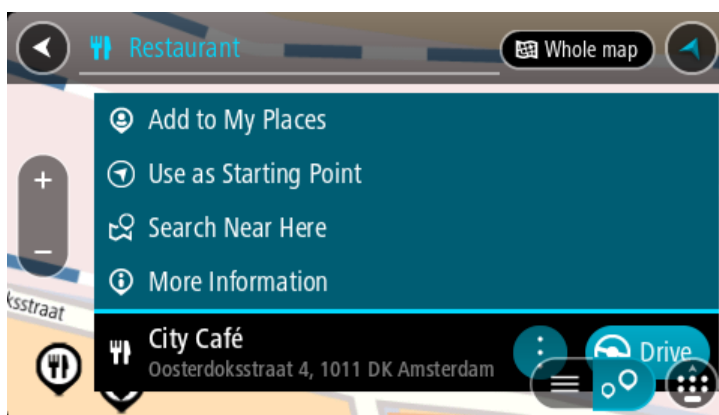 Restaurant
Whole map
Add to My Places
Use as Starting Point
Search Near Here
More Information
ksstraat
City Café
Drive
Oosterdoksstraat 4, 1011 DK Amsterdam